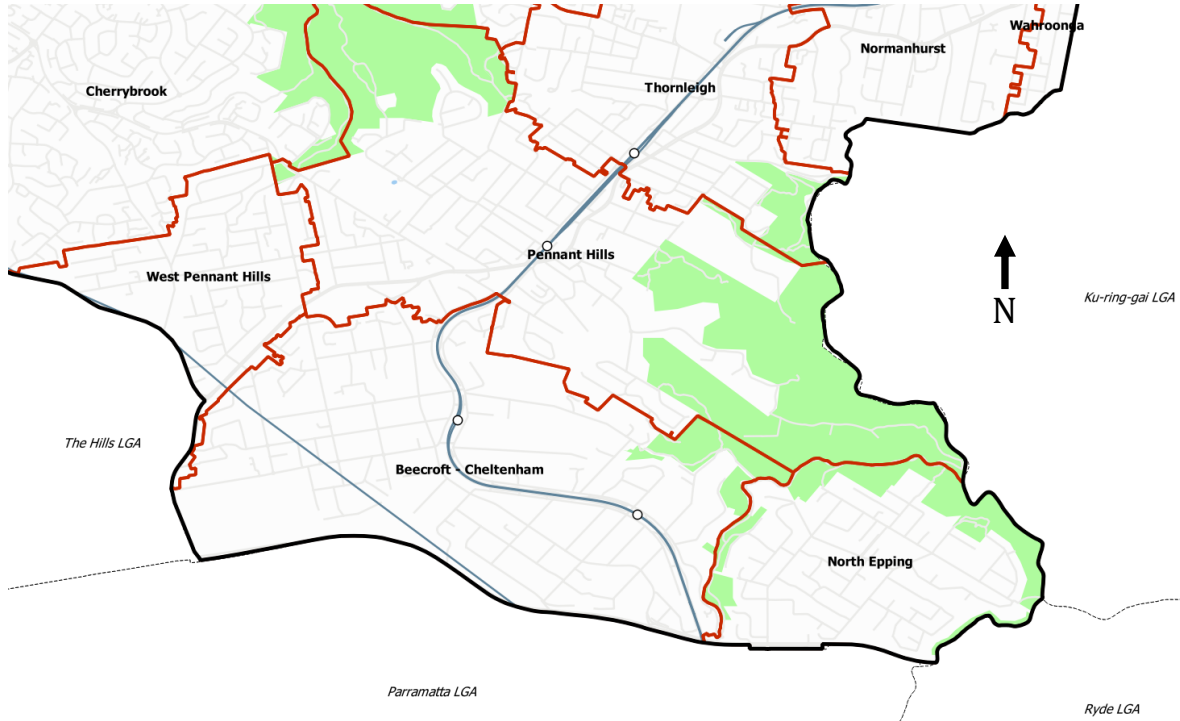 Wahroonga
Normanhurst
Thornleigh
Cherrybrook
Pennant Hills
West Pennant Hills
N
Ku-ring-gai LGA
The Hills LGA
Beecroft - Cheltenham
North Epping
Parramatta LGA
Ryde LGA